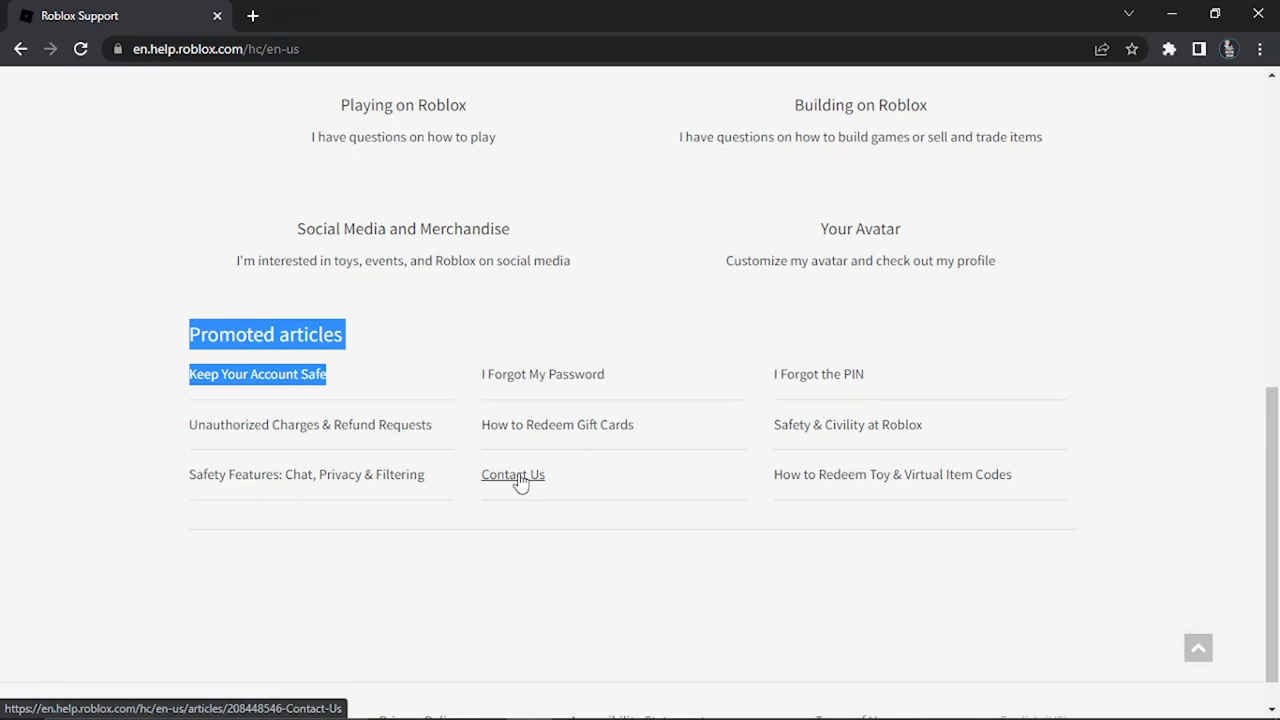 Roblox Support
en.help.roblox.com/hc/en-us
Playing on Roblox
Building on Roblox
I have questions on how to play
I have questions on how to build games or sell and trade items
Social Media and Merchandise
Your Avatar
I'm interested in toys, events, and Roblox on social media
Customize my avatar and check out my profile
Promoted articles
Keep Your Account Safe
I Forgot My Password
I Forgot the PIN
Unauthorized Charges & Refund Requests
How to Redeem Gift Cards
Safety & Civility at Roblox
Safety Features: Chat, Privacy & Filtering
Contact Us
How to Redeem Toy & Virtual Item Codes
https://en.help.roblox.com/hc/en-us/articles/208448546-Contact-Us